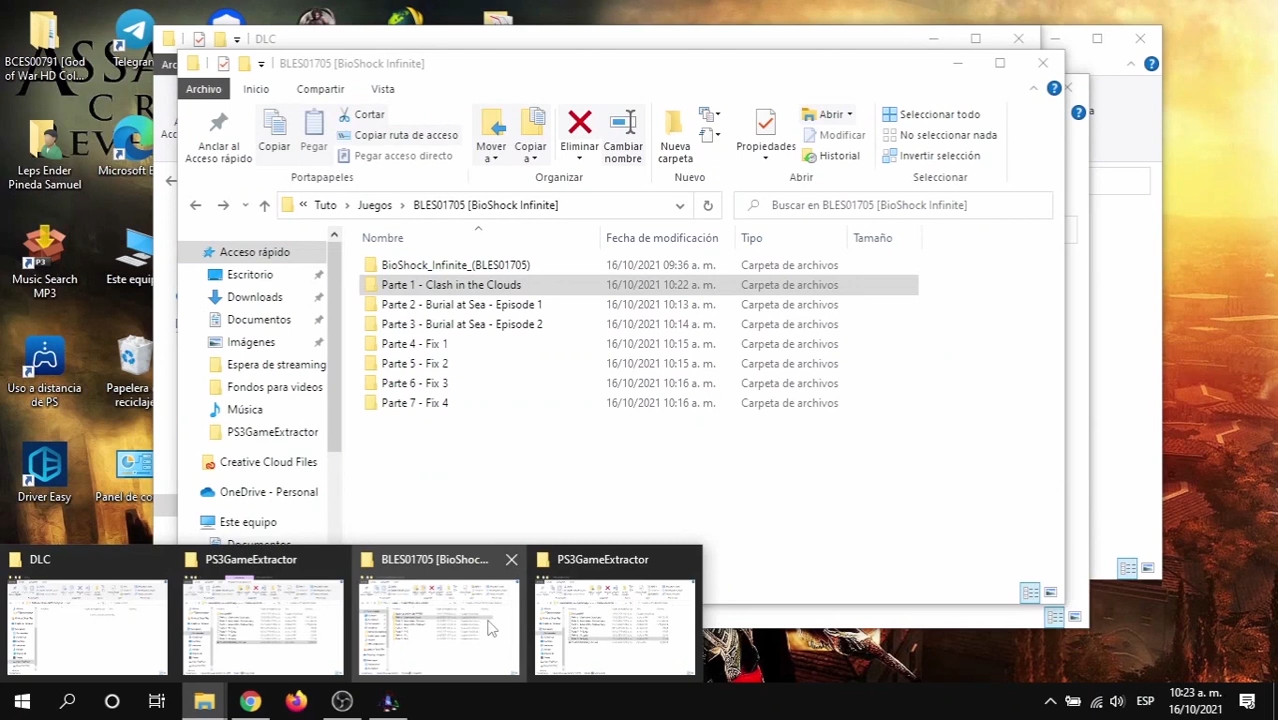 BCES00791 [God
of War HD Col...
Telegram
ASSA
C R
REVE
Leps Ender
Pineda Samuel
Microsoft E
Music Search
MP3
Este equip
Uso a distancia
de PS
Papelera
reciclaje
Driver Easy
Panel de co
DLC
BLES01705 [BioShock Infinite]
Archivo
Inicio
Compartir
Vista
Anclar al
Acceso rápido
Copiar
Pegar
Cortar
Copiar ruta de acceso
Pegar acceso directo
Portapapeles
Mover
a
Copiar
a
Eliminar
Cambiar
nombre
Organizar
Nueva
carpeta
Nuevo
Propiedades
Abrir
Modificar
Historial
Abrir
Seleccionar todo
No seleccionar nada
Invertir selección
Seleccionar
« Tuto > Juegos > BLES01705 [BioShock Infinite]
Buscar en BLES01705 [BioShock Infinite]
Nombre Fecha de modificación Tipo Tamaño
BioShock_Infinite_(BLES01705) 16/10/2021 09:36 a. m. Carpeta de archivos
Parte 1 - Clash in the Clouds 16/10/2021 10:22 a. m. Carpeta de archivos
Parte 2 - Burial at Sea - Episode 1 16/10/2021 10:13 a. m. Carpeta de archivos
Parte 3 - Burial at Sea - Episode 2 16/10/2021 10:14 a. m. Carpeta de archivos
Parte 4 - Fix 1 16/10/2021 10:15 a. m. Carpeta de archivos
Parte 5 - Fix 2 16/10/2021 10:15 a. m. Carpeta de archivos
Parte 6 - Fix 3 16/10/2021 10:16 a. m. Carpeta de archivos
Parte 7 - Fix 4 16/10/2021 10:16 a. m. Carpeta de archivos
Acceso rápido
Escritorio
Downloads
Documentos
Imágenes
Espera de streaming
Fondos para videos
Música
PS3GameExtractor
Creative Cloud Files
OneDrive - Personal
Este equipo
Documentos
DLC
PS3GameExtractor
BLES01705 [BioShoc...
PS3GameExtractor
ESP
10:23 a. m.
16/10/2021